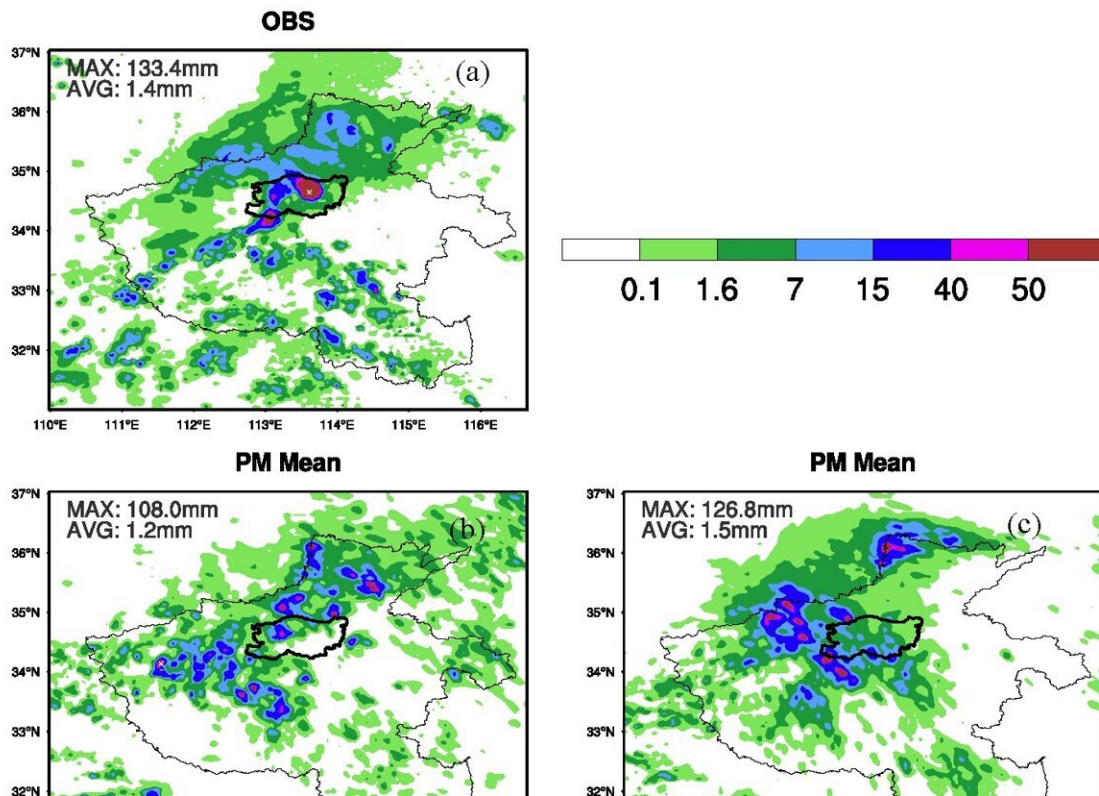 OBS
37°N
MAX: 133.4mm
(a)
AVG: 1.4mm
36°N
35°N
34°N
33°N
32°N
110°E 111°E 112°E 113°E 114°E 115°E 116°E
0.1 1.6 7 15 40 50
PM Mean
37°N
MAX: 108.0mm
(b)
AVG: 1.2mm
36°N
35°N
34°N
33°N
32°N
PM Mean
37°N
MAX: 126.8mm
(c)
AVG: 1.5mm
36°N
35°N
34°N
33°N
32°N